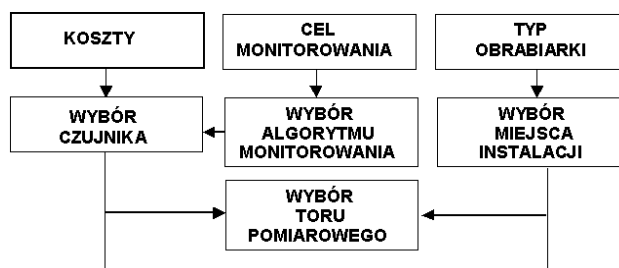 KOSZTY
CEL
MONITOROWANIA
TYP
OBRABIARKI
WYBÓR
CZUJNIKA
WYBÓR
ALGORYTMU
MONITOROWANIA
WYBÓR
MIEJSCA
INSTALACJI
WYBÓR
TORU
POMIAROWEGO